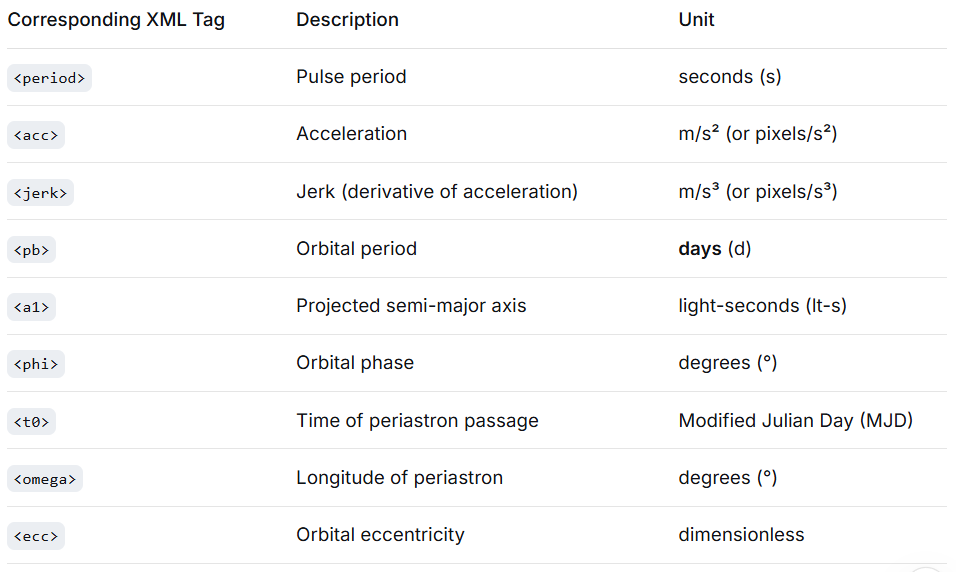 Corresponding XML Tag Description Unit
<period> Pulse period seconds (s)
<acc> Acceleration m/s² (or pixels/s²)
<jerk> Jerk (derivative of acceleration) m/s³ (or pixels/s³)
<pb> Orbital period days (d)
<a1> Projected semi-major axis light-seconds (lt-s)
<phi> Orbital phase degrees (°)
<t0> Time of periastron passage Modified Julian Day (MJD)
<omega> Longitude of periastron degrees (°)
<ecc> Orbital eccentricity dimensionless